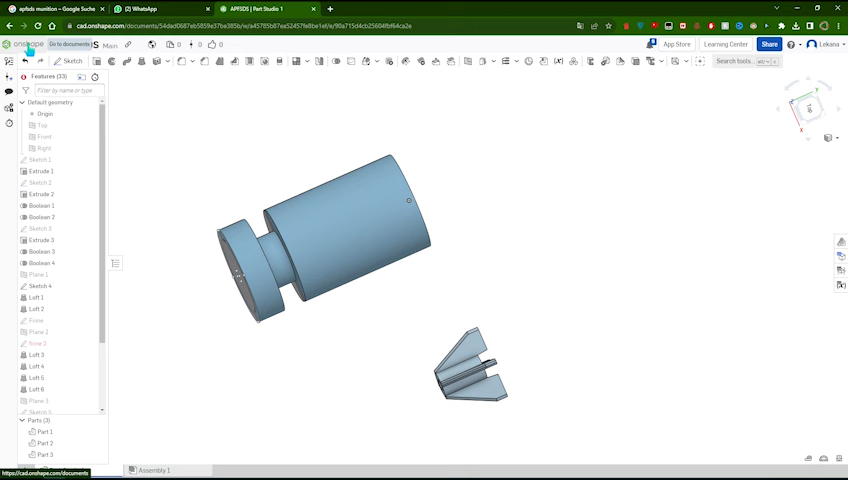 apfsds munition – Google Suche
(2) WhatsApp
APFSDS | Part Studio 1
cad.onshape.com/documents/54dad0687eb5859e37be385b/w/a45785b87ea52457fe8be1ef/e/90a715d4cb25604fbf64ca2e
onshape
Go to documents
S
Main
0
0
0
App Store
Learning Center
Share
Lekana
Sketch
Search tools...
Features (33)
Filter by name or type
Default geometry
Origin
Top
Front
Right
Sketch 1
Extrude 1
Sketch 2
Extrude 2
Boolean 1
Boolean 2
Sketch 3
Extrude 3
Boolean 3
Boolean 4
Plane 1
Sketch 4
Loft 1
Loft 2
Plane 2
Loft 3
Loft 4
Loft 5
Loft 6
Plane 3
Sketch 5
Parts (3)
Part 1
Part 2
Part 3
https://cad.onshape.com/documents
Assembly 1
Top
y
x